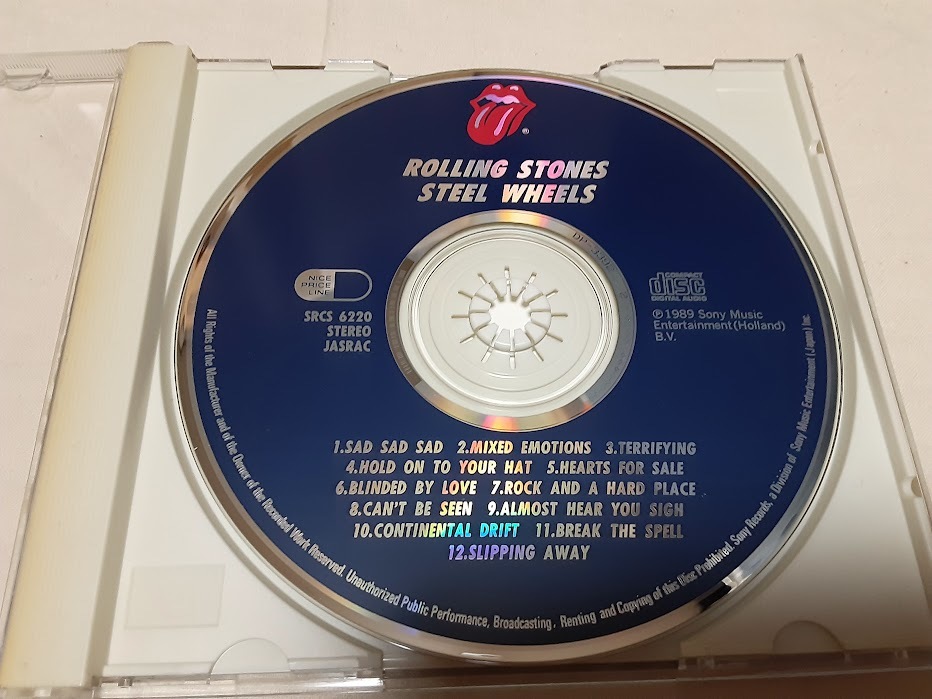 ®
ROLLING STONES
STEEL WHEELS
NICE
PRICE
LINE
SRCS 6220
STEREO
JASRAC
COMPACT
disc
DIGITAL AUDIO
℗1989 Sony Music
Entertainment (Holland)
B.V.
1.SAD SAD SAD 2.MIXED EMOTIONS 3.TERRIFYING
4.HOLD ON TO YOUR HAT 5.HEARTS FOR SALE
6.BLINDED BY LOVE 7.ROCK AND A HARD PLACE
8.CAN'T BE SEEN 9.ALMOST HEAR YOU SIGH
10.CONTINENTAL DRIFT 11.BREAK THE SPELL
12.SLIPPING AWAY
All Rights of the Manufacturer and of the Owner of the Recorded Work Reserved. Unauthorized Public Performance, Broadcasting, Renting and Copying of this Disc Prohibited. Sony Records, a Division of Sony Music Entertainment (Japan) Inc.